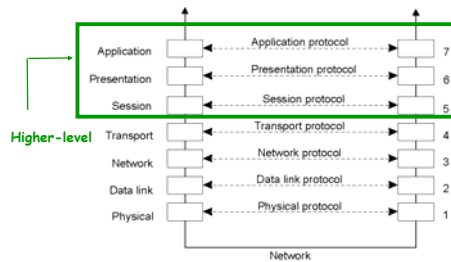 Application Application protocol 7
Presentation Presentation protocol 6
Session Session protocol 5
Higher-level
Transport Transport protocol 4
Network Network protocol 3
Data link Data link protocol 2
Physical Physical protocol 1
Network